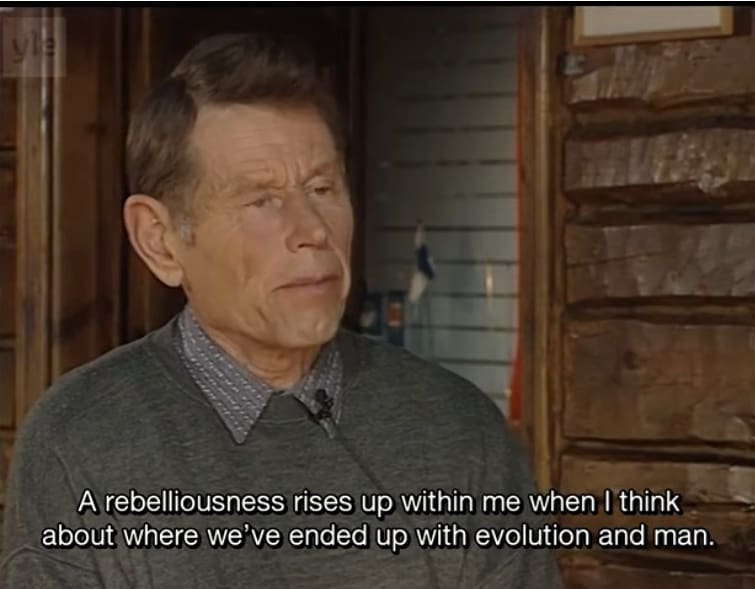 yle
A rebelliousness rises up within me when I think
about where we've ended up with evolution and man.